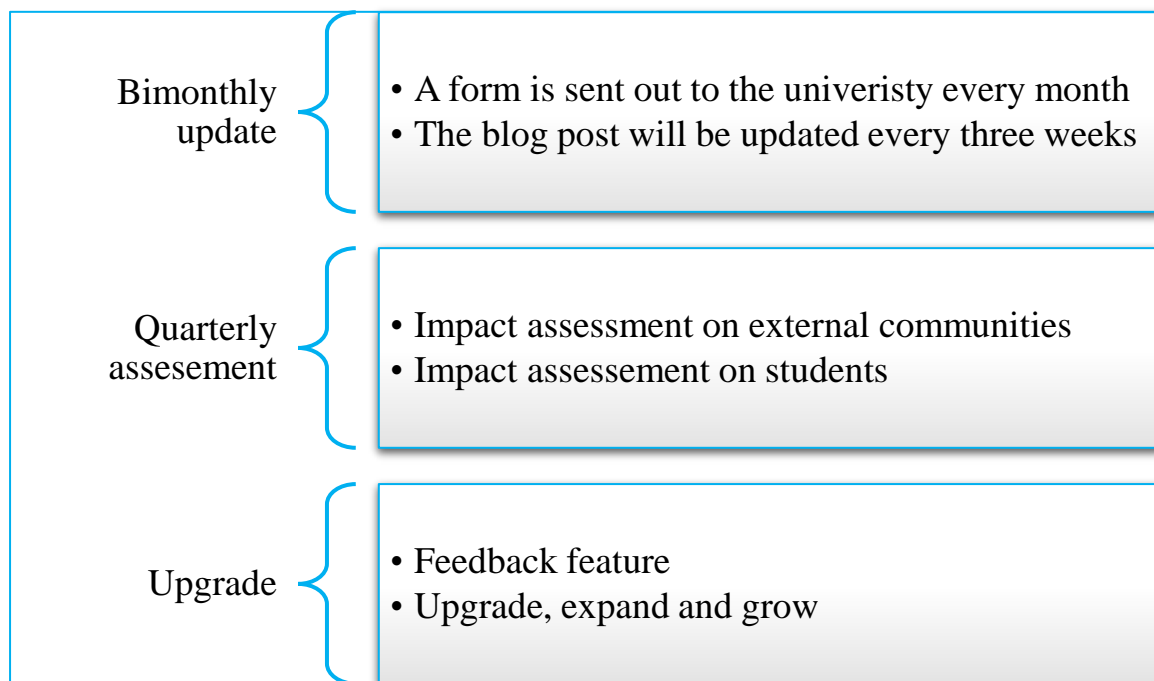 Bimonthly
update
• A form is sent out to the univeristy every month
• The blog post will be updated every three weeks
Quarterly
assesement
• Impact assessment on external communities
• Impact assessement on students
Upgrade
• Feedback feature
• Upgrade, expand and grow